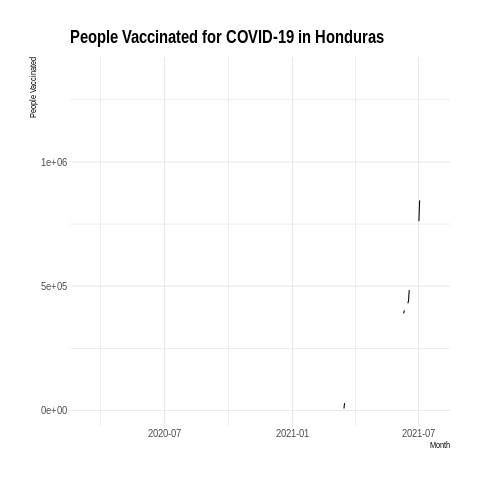 People Vaccinated for COVID-19 in Honduras
People Vaccinated
1e+06
5e+05
0e+00
2020-07 2021-01 2021-07
Month